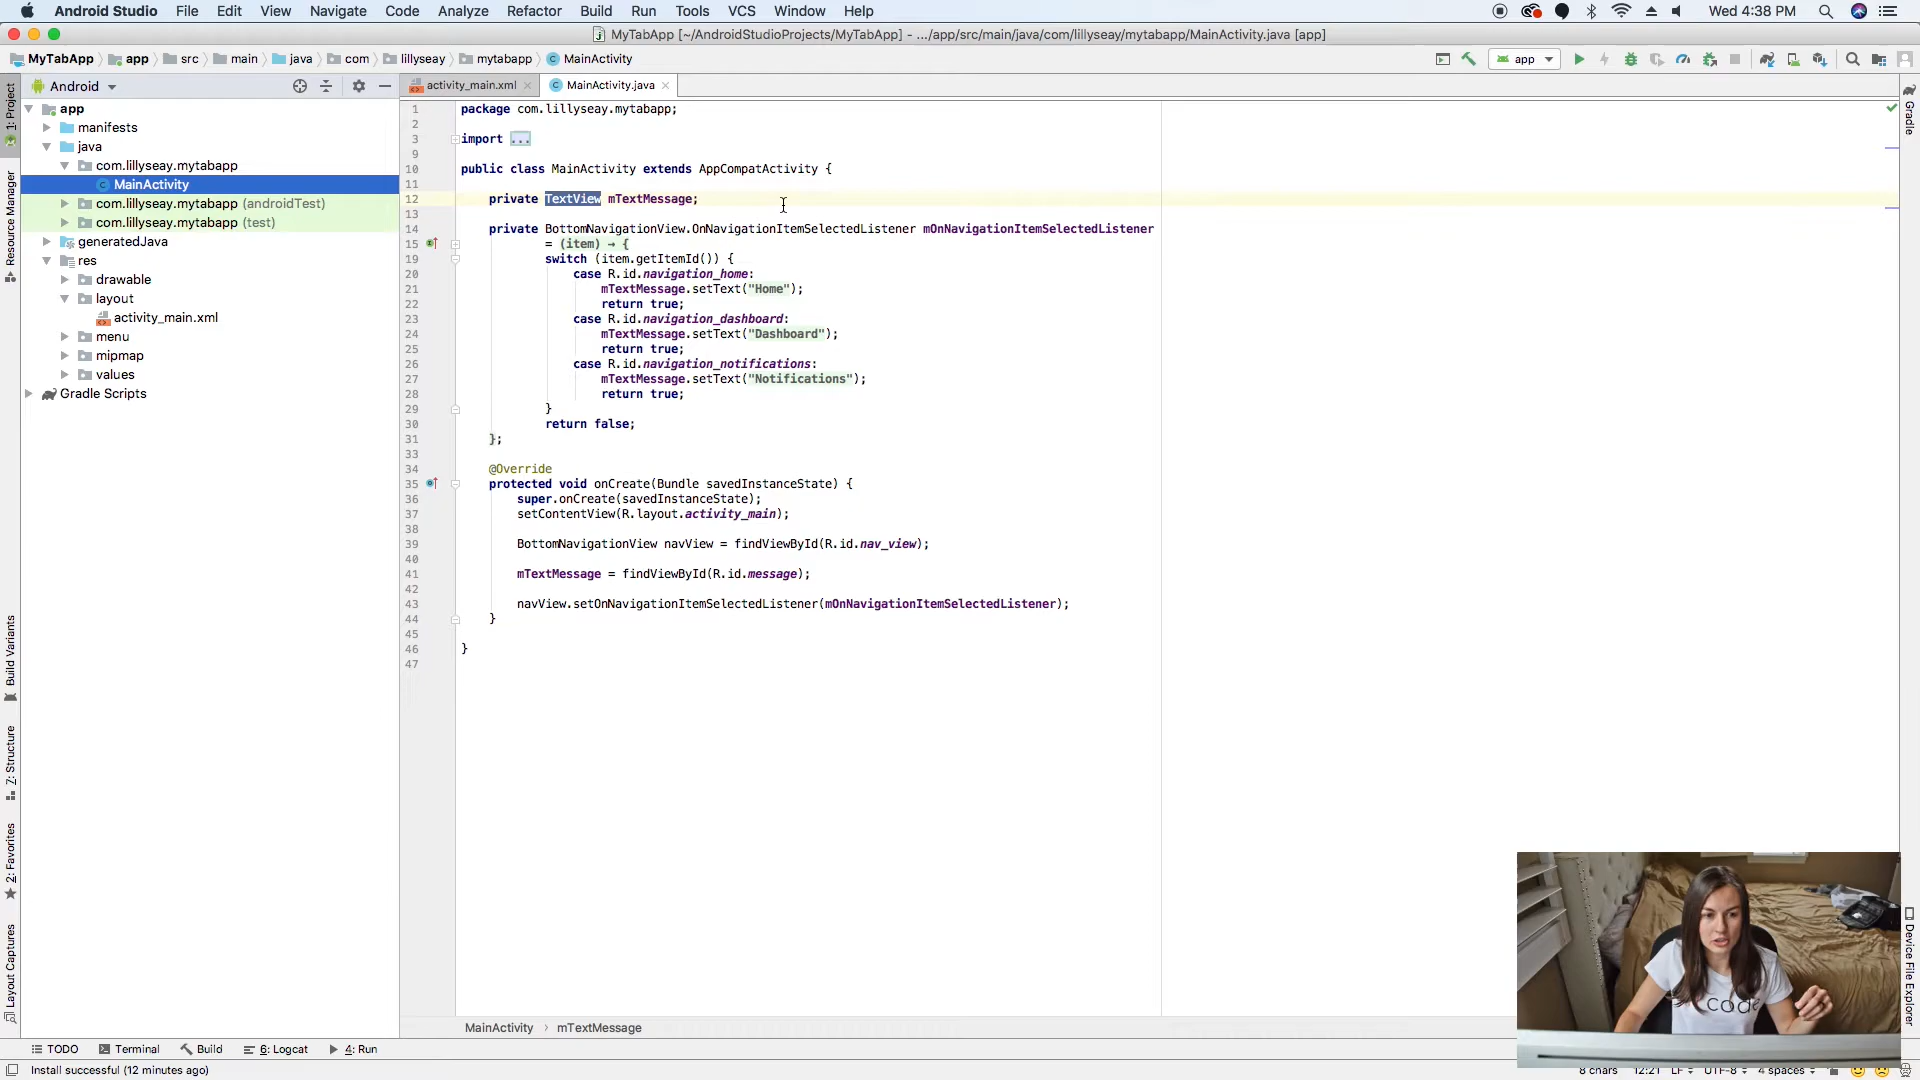 Android Studio File Edit View Navigate Code Analyze Refactor Build Run Tools VCS Window Help Wed 4:38 PM
MyTabApp [~/AndroidStudioProjects/MyTabApp] - .../app/src/main/java/com/lillyseay/mytabapp/MainActivity.java [app]
MyTabApp app src main java com lillyseay mytabapp MainActivity app
Android
activity_main.xml MainActivity.java
1: Project
Resource Manager
Build Variants
7: Structure
2: Favorites
Layout Captures
app
manifests
java
com.lillyseay.mytabapp
MainActivity
com.lillyseay.mytabapp (androidTest)
com.lillyseay.mytabapp (test)
generatedJava
res
drawable
layout
activity_main.xml
menu
mipmap
values
Gradle Scripts
1 package com.lillyseay.mytabapp;
2
3 import ...
9
10 public class MainActivity extends AppCompatActivity {
11
12 private TextView mTextMessage;
13
14 private BottomNavigationView.OnNavigationItemSelectedListener mOnNavigationItemSelectedListener
15 = (item) → {
19 switch (item.getItemId()) {
20 case R.id.navigation_home:
21 mTextMessage.setText("Home");
22 return true;
23 case R.id.navigation_dashboard:
24 mTextMessage.setText("Dashboard");
25 return true;
26 case R.id.navigation_notifications:
27 mTextMessage.setText("Notifications");
28 return true;
29 }
30 return false;
31 };
33
34 @Override
35 protected void onCreate(Bundle savedInstanceState) {
36 super.onCreate(savedInstanceState);
37 setContentView(R.layout.activity_main);
38
39 BottomNavigationView navView = findViewById(R.id.nav_view);
40
41 mTextMessage = findViewById(R.id.message);
42
43 navView.setOnNavigationItemSelectedListener(mOnNavigationItemSelectedListener);
44 }
45
46 }
47
Gradle
Device File Explorer
code
MainActivity › mTextMessage
TODO Terminal Build 6: Logcat 4: Run
Install successful (12 minutes ago) 8 chars 12:21 LF UTF-8 4 spaces